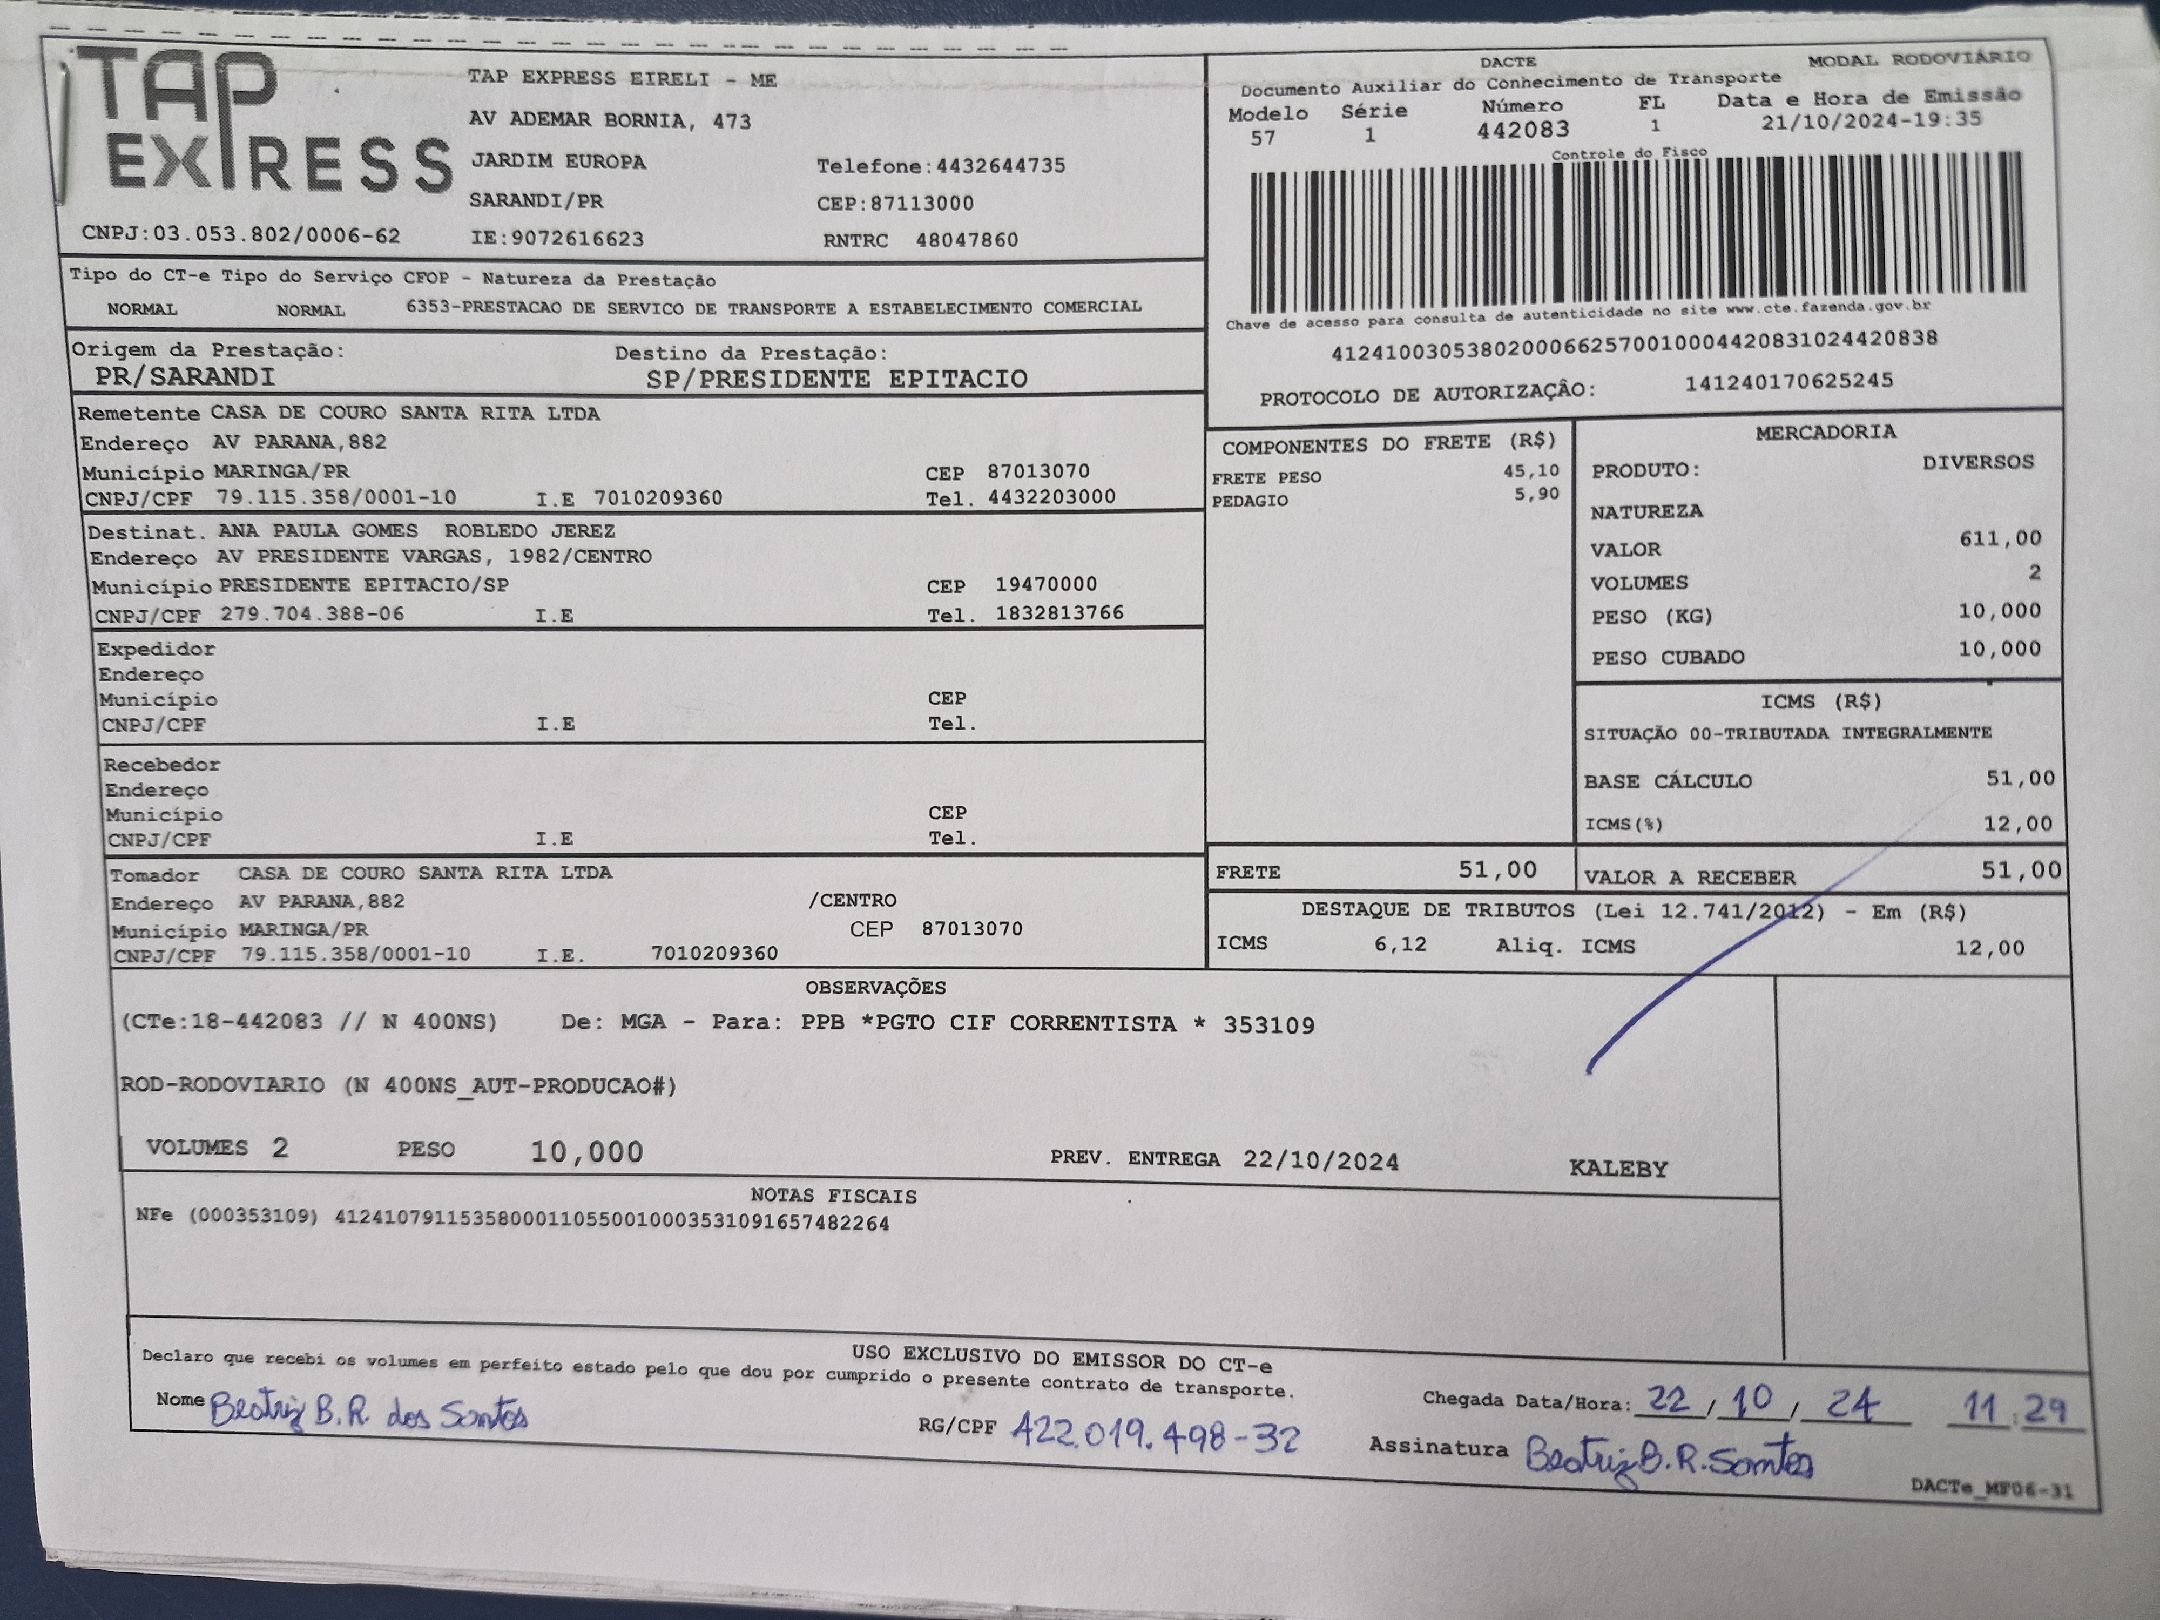 TAP EXPRESS
TAP EXPRESS EIRELI - ME
AV ADEMAR BORNIA, 473
JARDIM EUROPA Telefone:4432644735
SARANDI/PR CEP:87113000
CNPJ:03.053.802/0006-62 IE:9072616623 RNTRC 48047860
DACTE MODAL RODOVIÁRIO
Documento Auxiliar do Conhecimento de Transporte
Modelo Série Número FL Data e Hora de Emissão
57 1 442083 1 21/10/2024-19:35
Controle do Fisco
Chave de acesso para consulta de autenticidade no site www.cte.fazenda.gov.br
41241003053802000662570010004420831024420838
PROTOCOLO DE AUTORIZAÇÂO: 141240170625245
Tipo do CT-e Tipo do Serviço CFOP - Natureza da Prestação
NORMAL NORMAL 6353-PRESTACAO DE SERVICO DE TRANSPORTE A ESTABELECIMENTO COMERCIAL
Origem da Prestação: Destino da Prestação:
PR/SARANDI SP/PRESIDENTE EPITACIO
Remetente CASA DE COURO SANTA RITA LTDA
Endereço AV PARANA,882
Município MARINGA/PR CEP 87013070
CNPJ/CPF 79.115.358/0001-10 I.E 7010209360 Tel. 4432203000
Destinat. ANA PAULA GOMES ROBLEDO JEREZ
Endereço AV PRESIDENTE VARGAS, 1982/CENTRO
Município PRESIDENTE EPITACIO/SP CEP 19470000
CNPJ/CPF 279.704.388-06 I.E Tel. 1832813766
Expedidor
Endereço
Município CEP
CNPJ/CPF I.E Tel.
Recebedor
Endereço
Município CEP
CNPJ/CPF I.E Tel.
Tomador CASA DE COURO SANTA RITA LTDA
Endereço AV PARANA,882 /CENTRO
Município MARINGA/PR CEP 87013070
CNPJ/CPF 79.115.358/0001-10 I.E. 7010209360
COMPONENTES DO FRETE (R$)
FRETE PESO 45,10
PEDAGIO 5,90
MERCADORIA
PRODUTO: DIVERSOS
NATUREZA
VALOR 611,00
VOLUMES 2
PESO (KG) 10,000
PESO CUBADO 10,000
ICMS (R$)
SITUAÇÃO 00-TRIBUTADA INTEGRALMENTE
BASE CÁLCULO 51,00
ICMS(%) 12,00
FRETE 51,00 VALOR A RECEBER 51,00
DESTAQUE DE TRIBUTOS (Lei 12.741/2012) - Em (R$)
ICMS 6,12 Aliq. ICMS 12,00
OBSERVAÇÕES
(CTe:18-442083 // N 400NS) De: MGA - Para: PPB *PGTO CIF CORRENTISTA * 353109
ROD-RODOVIARIO (N 400NS_AUT-PRODUCAO#)
VOLUMES 2 PESO 10,000 PREV. ENTREGA 22/10/2024 KALEBY
NOTAS FISCAIS
NFe (000353109) 41241079115358000110550010003531091657482264
USO EXCLUSIVO DO EMISSOR DO CT-e
Declaro que recebi os volumes em perfeito estado pelo que dou por cumprido o presente contrato de transporte.
Nome Beatriz B.R. dos Santos RG/CPF 422.019.498-32
Chegada Data/Hora: 22 / 10 / 24 11:29
Assinatura Beatriz B.R.Santos
DACTe_MF06-31